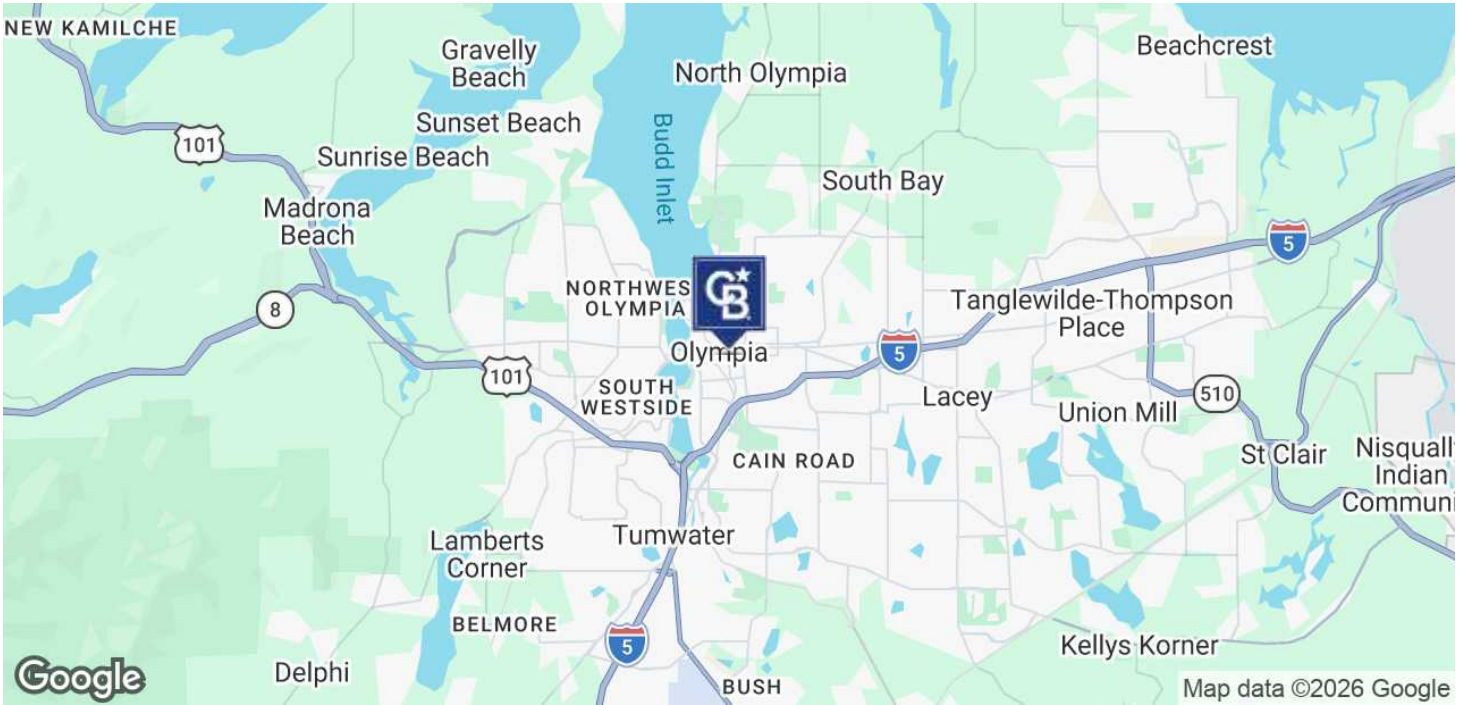 NEW KAMILCHE
Gravelly
Beach
North Olympia
Beachcrest
101
Sunset Beach
Sunrise Beach
Budd Inlet
South Bay
Madrona
Beach
5
8
NORTHWES
OLYMPIA
CB
Tanglewilde-Thompson
Place
Olympia
5
101
SOUTH
WESTSIDE
Lacey
Union Mill
510
CAIN ROAD
St Clair
Nisqually
Indian
Communi
Tumwater
Lamberts
Corner
BELMORE
5
Kellys Korner
Delphi
BUSH
Google
Map data ©2026 Google